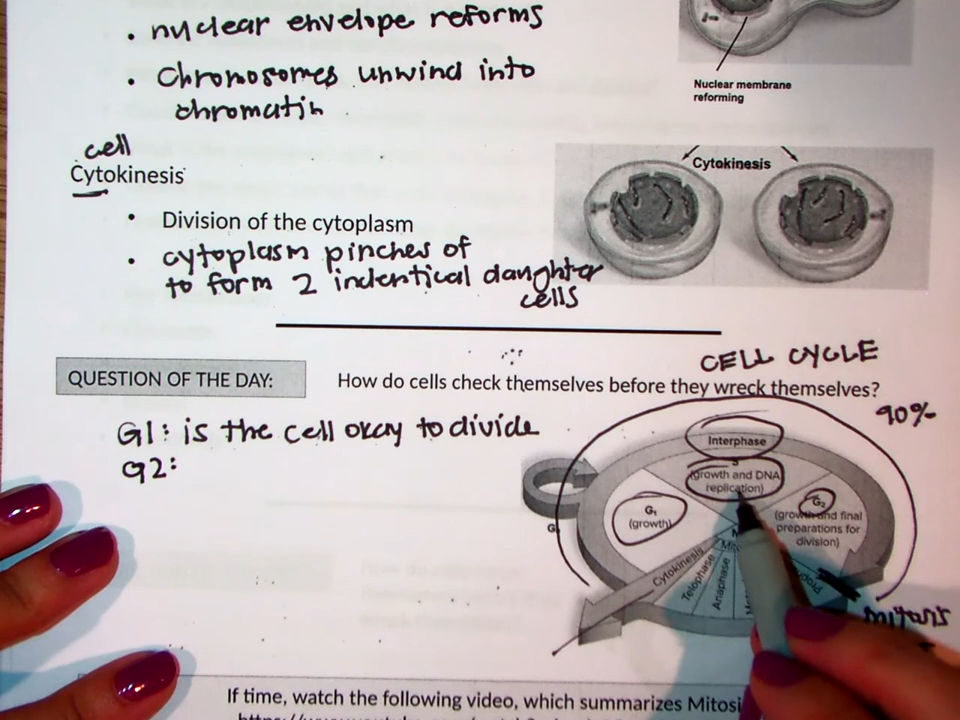 • nuclear envelope reforms
• Chromosomes unwind into
chromatin
Nuclear membrane
reforming
cell
Cytokinesis
• Division of the cytoplasm
• cytoplasm pinches of
to form 2 indentical daughter
cells
Cytokinesis
CELL CYCLE
QUESTION OF THE DAY:
How do cells check themselves before they wreck themselves?
90%
G1: is the cell okay to divide
G2:
Interphase
(growth and DNA
replication)
G₁
(growth)
G₂
(growth and final
preparations for
division)
Cytokinesis
Telophase
Anaphase
mitosis
If time, watch the following video, which summarizes